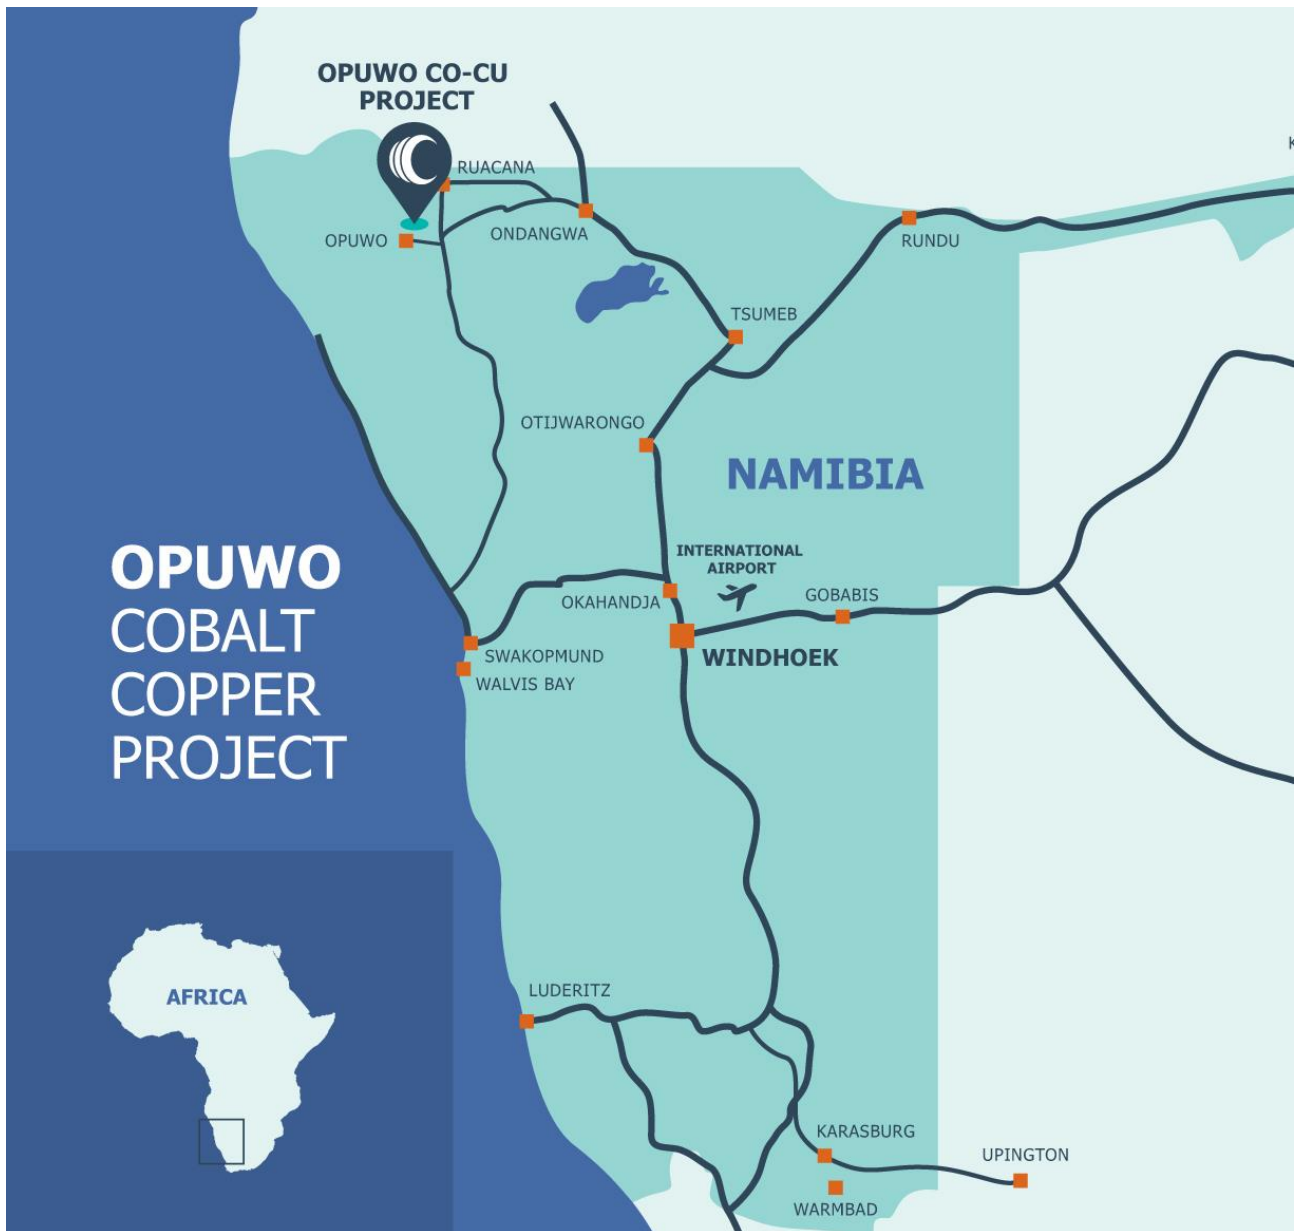 OPUWO CO-CU
PROJECT
RUACANA
OPUWO
ONDANGWA
RUNDU
TSUMEB
OTIJWARONGO
NAMIBIA
INTERNATIONAL
AIRPORT
OKAHANDJA
GOBABIS
WINDHOEK
SWAKOPMUND
WALVIS BAY
OPUWO
COBALT
COPPER
PROJECT
AFRICA
LUDERITZ
KARASBURG
UPINGTON
WARMBAD